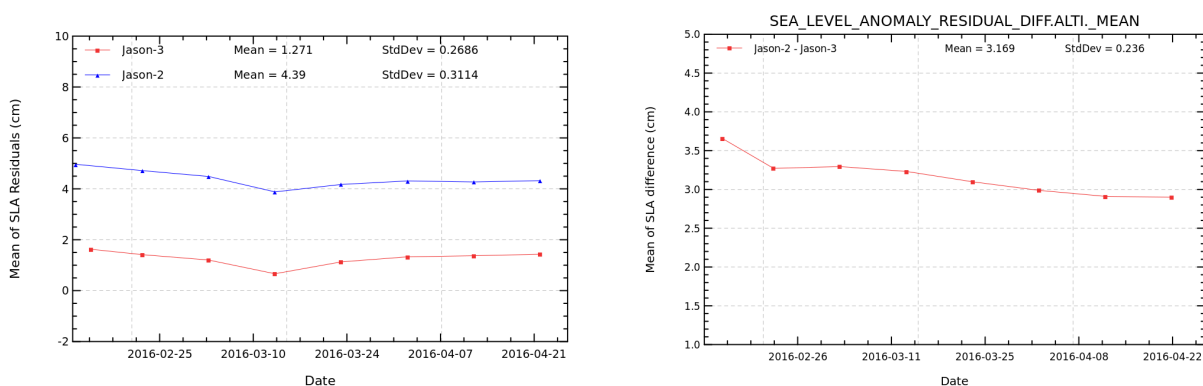 10
8
6
4
2
0
-2
Mean of SLA Residuals (cm)
Jason-3 Mean = 1.271 StdDev = 0.2686
Jason-2 Mean = 4.39 StdDev = 0.3114
2016-02-25 2016-03-10 2016-03-24 2016-04-07 2016-04-21
Date
SEA_LEVEL_ANOMALY_RESIDUAL_DIFF.ALTI._MEAN
5.0
4.5
4.0
3.5
3.0
2.5
2.0
1.5
1.0
Mean of SLA difference (cm)
Jason-2 - Jason-3 Mean = 3.169 StdDev = 0.236
2016-02-26 2016-03-11 2016-03-25 2016-04-08 2016-04-22
Date